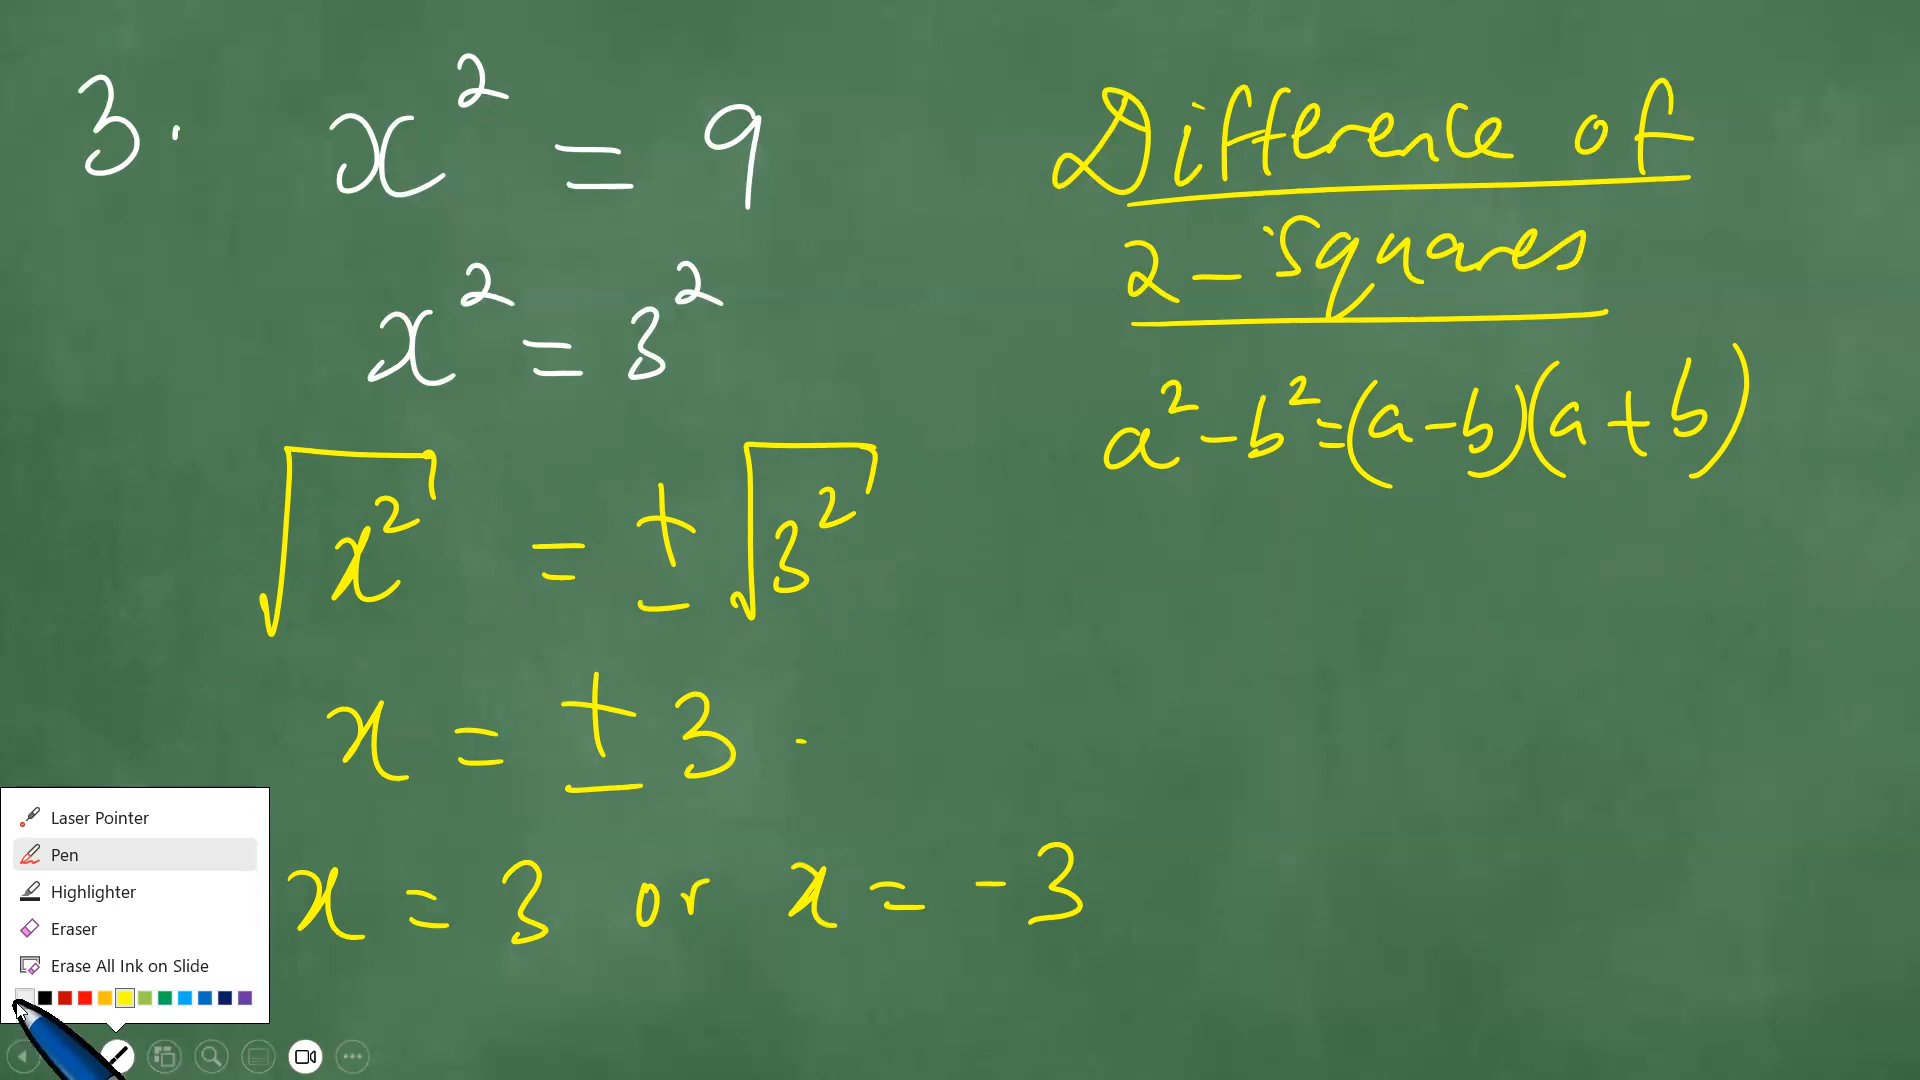 3. x² = 9
x² = 3²
√x² = ± √3²
x = ± 3 .
x = 3 or x = -3
Difference of
2 - Squares
a² - b² = (a - b)(a + b)
Laser Pointer
Pen
Highlighter
Eraser
Erase All Ink on Slide